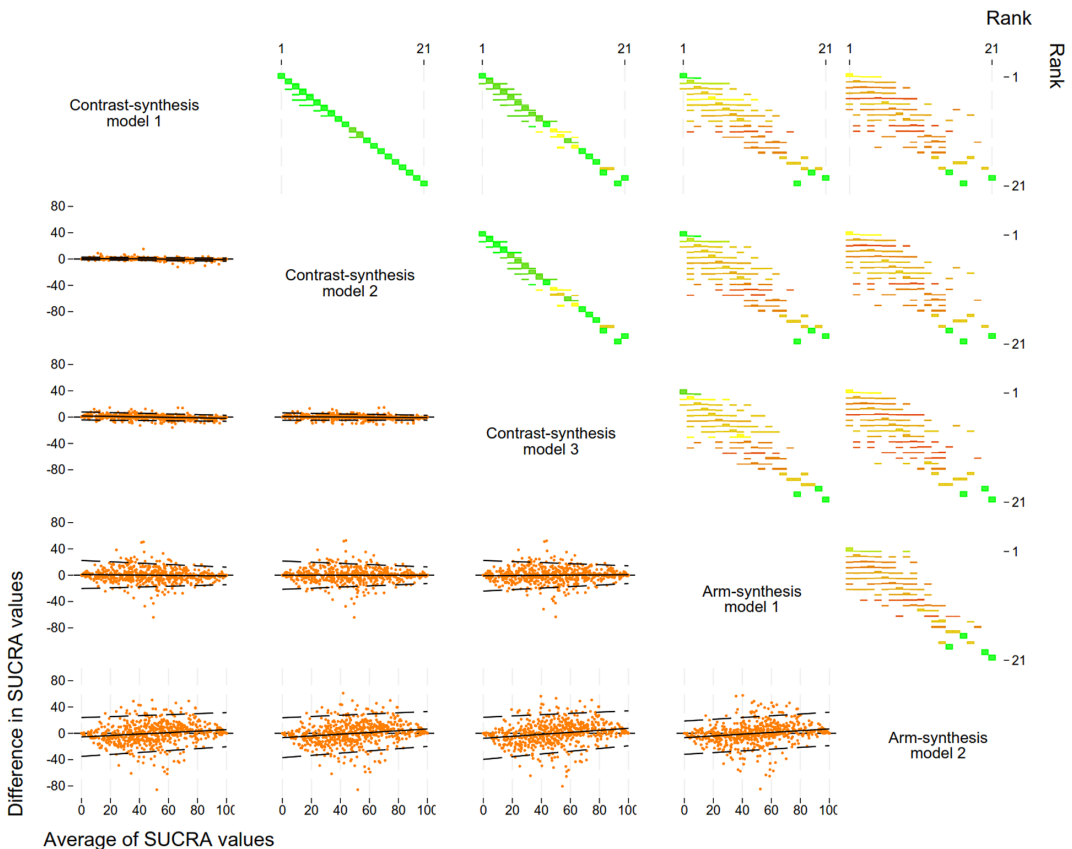 Rank
1 21 1 21 1 21 1 21
Rank
1
Contrast-synthesis
model 1
21
80
40
0
-40
-80
1
Contrast-synthesis
model 2
21
80
40
0
-40
-80
1
Contrast-synthesis
model 3
21
80
40
0
-40
-80
1
Arm-synthesis
model 1
21
80
40
0
-40
-80
Arm-synthesis
model 2
0 20 40 60 80 100 0 20 40 60 80 100 0 20 40 60 80 100 0 20 40 60 80 100
Difference in SUCRA values
Average of SUCRA values